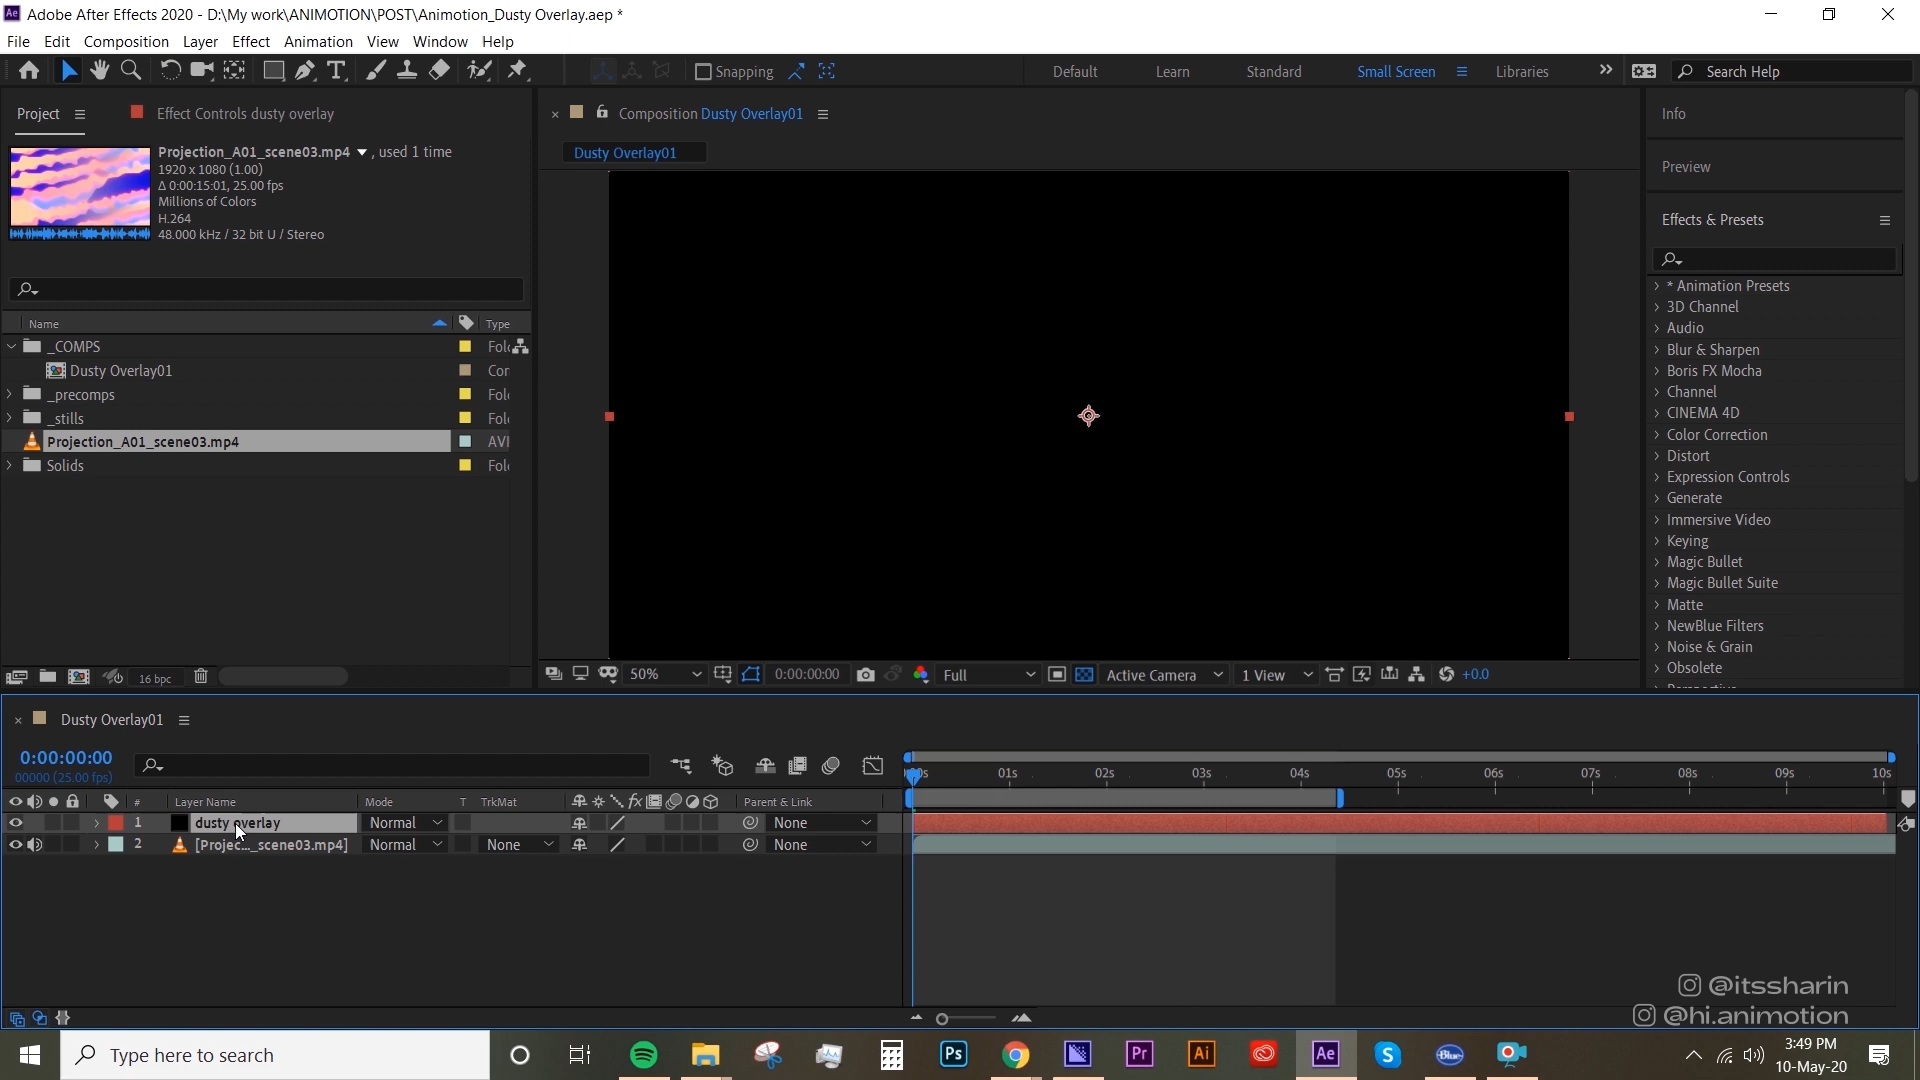 Adobe After Effects 2020 - D:\My work\ANIMOTION\POST\Animotion_Dusty Overlay.aep *
File Edit Composition Layer Effect Animation View Window Help
Snapping Default Learn Standard Small Screen Libraries Search Help
Project Effect Controls dusty overlay
Composition Dusty Overlay01
Info
Projection_A01_scene03.mp4 , used 1 time
1920 x 1080 (1.00)
Δ 0:00:15:01, 25.00 fps
Millions of Colors
H.264
48.000 kHz / 32 bit U / Stereo
Dusty Overlay01
Preview
Effects & Presets
Name Type
_COMPS
Dusty Overlay01
_precomps
_stills
Projection_A01_scene03.mp4
Solids
* Animation Presets
3D Channel
Audio
Blur & Sharpen
Boris FX Mocha
Channel
CINEMA 4D
Color Correction
Distort
Expression Controls
Generate
Immersive Video
Keying
Magic Bullet
Magic Bullet Suite
Matte
NewBlue Filters
Noise & Grain
Obsolete
16 bpc
50% 0:00:00:00 Full Active Camera 1 View +0.0
Dusty Overlay01
0:00:00:00
00000 (25.00 fps)
01s 02s 03s 04s 05s 06s 07s 08s 09s 10s
# Layer Name Mode T TrkMat Parent & Link
1 dusty overlay Normal None
2 [Projec..._scene03.mp4] Normal None None
@itssharin
@hi.animotion
Type here to search
Ps Pr Ai Ae Blue
3:49 PM
10-May-20